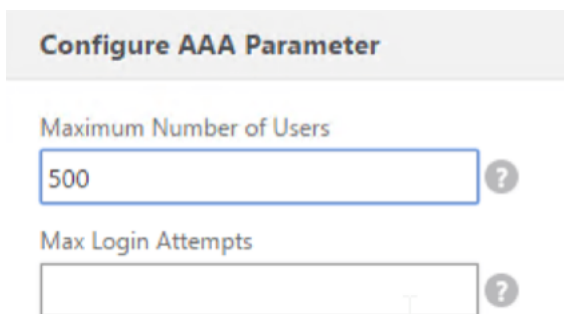 Configure AAA Parameter
Maximum Number of Users
500
?
Max Login Attempts
?